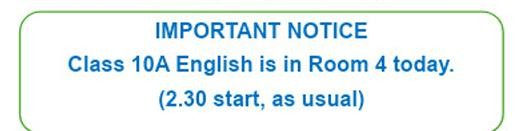 IMPORTANT NOTICE
Class 10A English is in Room 4 today.
(2.30 start, as usual)